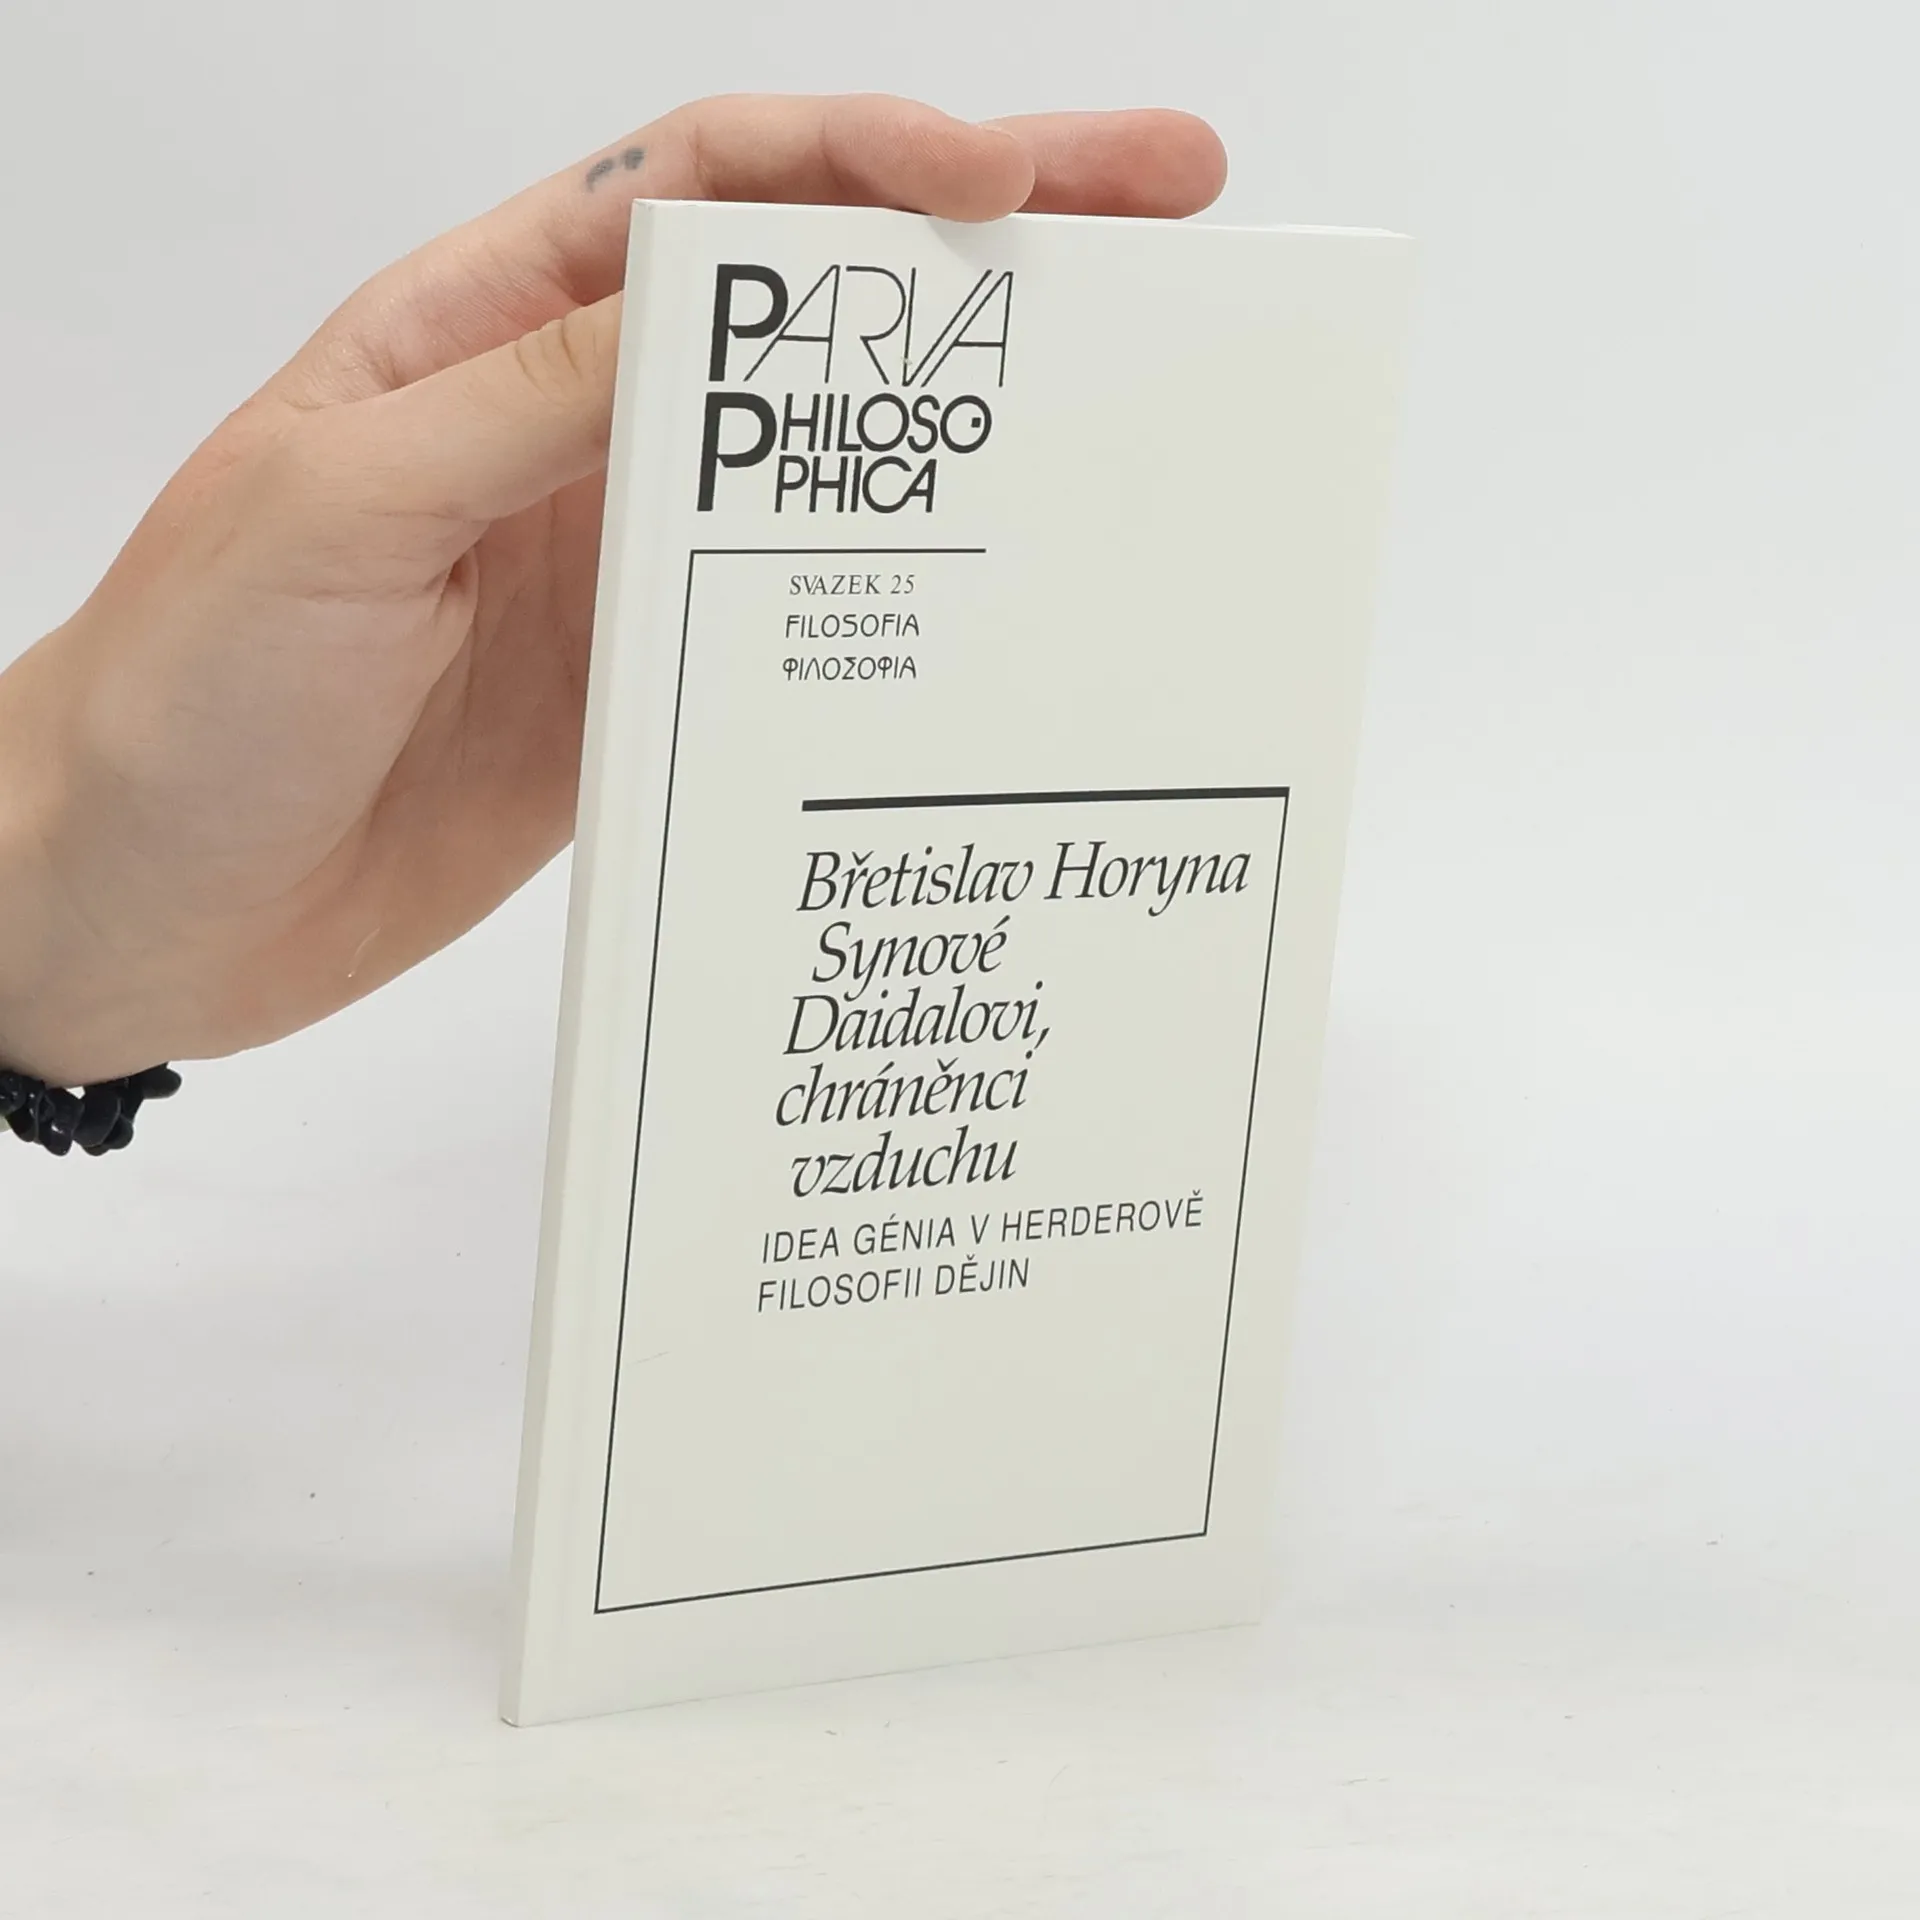 PARVA
PHILOSO
PHICA
SVAZEK 25
FILOSOFIA
ΦΙΛΟΣΟΦΙΑ
Břetislav Horyna
Synové
Daidalovi,
chráněnci
vzduchu
IDEA GÉNIA V HERDEROVĚ
FILOSOFII DĚJIN